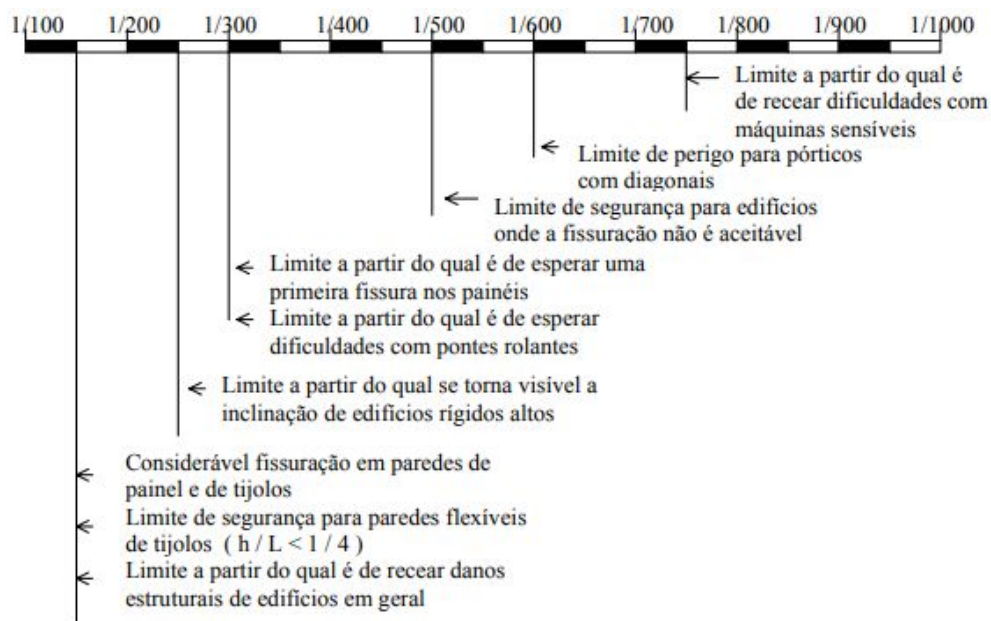 1/100 1/200 1/300 1/400 1/500 1/600 1/700 1/800 1/900 1/1000
Limite a partir do qual é
de recear dificuldades com
máquinas sensíveis
Limite de perigo para pórticos
com diagonais
Limite de segurança para edifícios
onde a fissuração não é aceitável
Limite a partir do qual é de esperar uma
primeira fissura nos painéis
Limite a partir do qual é de esperar
dificuldades com pontes rolantes
Limite a partir do qual se torna visível a
inclinação de edifícios rígidos altos
Considerável fissuração em paredes de
painel e de tijolos
Limite de segurança para paredes flexíveis
de tijolos ( h / L < 1 / 4 )
Limite a partir do qual é de recear danos
estruturais de edifícios em geral